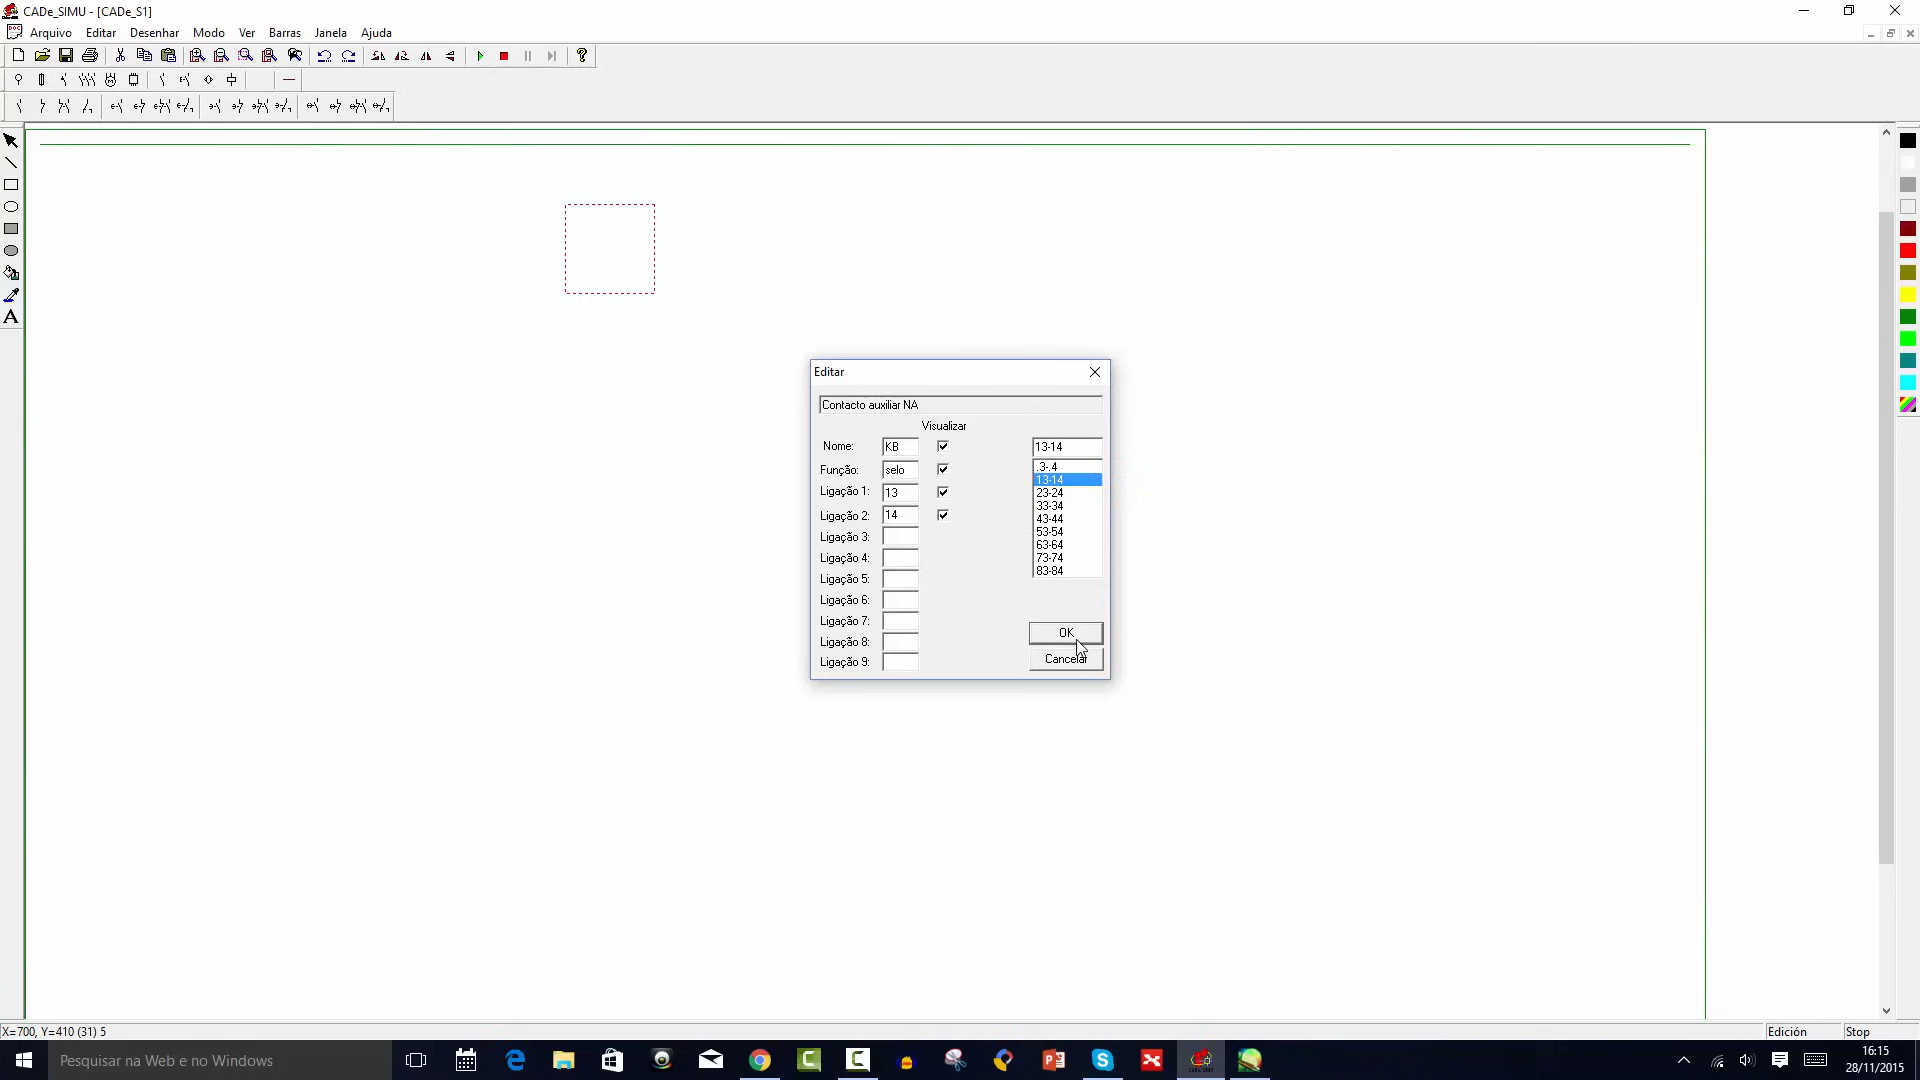 CADe_SIMU - [CADe_S1]
Arquivo Editar Desenhar Modo Ver Barras Janela Ajuda
A
Editar
Contacto auxiliar NA
Visualizar
Nome: KB 13-14
Função: selo
Ligação 1: 13
Ligação 2: 14
Ligação 3:
Ligação 4:
Ligação 5:
Ligação 6:
Ligação 7:
Ligação 8:
Ligação 9:
.3-.4
13-14
23-24
33-34
43-44
53-54
63-64
73-74
83-84
OK
Cancelar
X=700, Y=410 (31) 5 Edición Stop
Pesquisar na Web e no Windows
16:15
28/11/2015